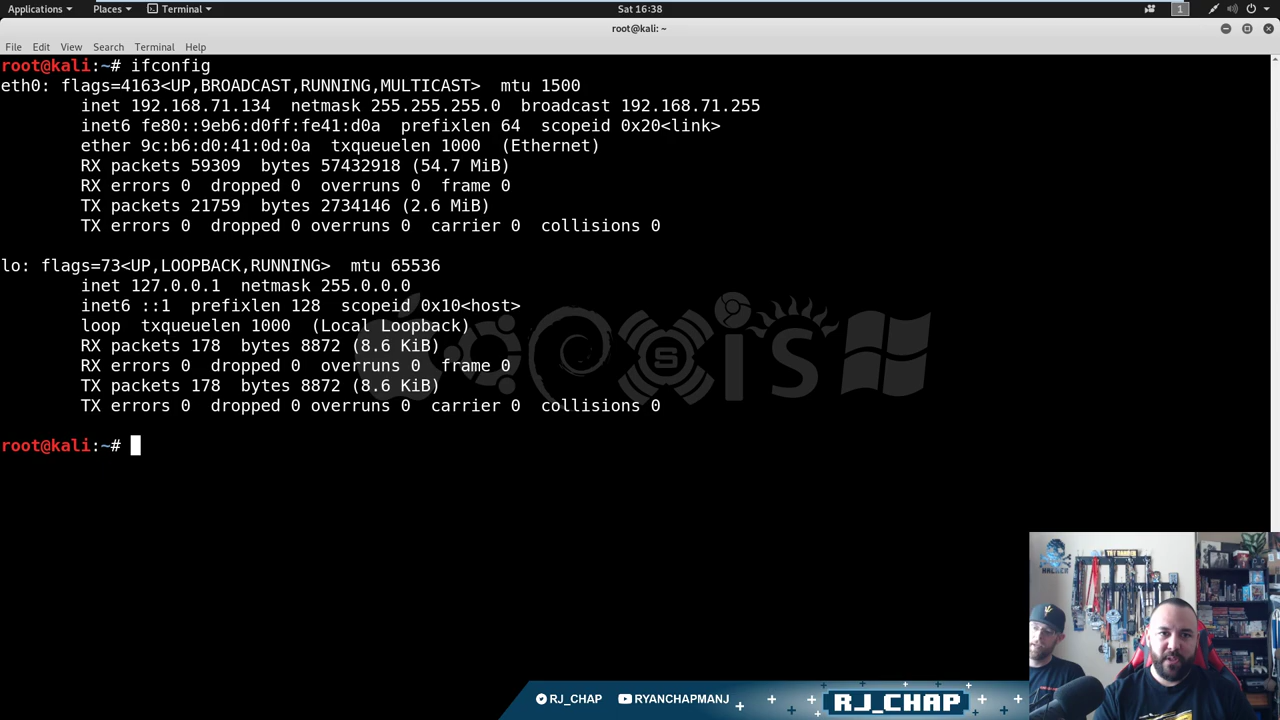 Applications Places Terminal Sat 16:38 1
root@kali: ~
File Edit View Search Terminal Help
root@kali:~# ifconfig
eth0: flags=4163<UP,BROADCAST,RUNNING,MULTICAST>  mtu 1500
        inet 192.168.71.134  netmask 255.255.255.0  broadcast 192.168.71.255
        inet6 fe80::9eb6:d0ff:fe41:d0a  prefixlen 64  scopeid 0x20<link>
        ether 9c:b6:d0:41:0d:0a  txqueuelen 1000  (Ethernet)
        RX packets 59309  bytes 57432918 (54.7 MiB)
        RX errors 0  dropped 0  overruns 0  frame 0
        TX packets 21759  bytes 2734146 (2.6 MiB)
        TX errors 0  dropped 0 overruns 0  carrier 0  collisions 0
lo: flags=73<UP,LOOPBACK,RUNNING>  mtu 65536
        inet 127.0.0.1  netmask 255.0.0.0
        inet6 ::1  prefixlen 128  scopeid 0x10<host>
        loop  txqueuelen 1000  (Local Loopback)
        RX packets 178  bytes 8872 (8.6 KiB)
        RX errors 0  dropped 0  overruns 0  frame 0
        TX packets 178  bytes 8872 (8.6 KiB)
        TX errors 0  dropped 0 overruns 0  carrier 0  collisions 0
root@kali:~#
HACKER
TRY HARDER
RJ_CHAP RYANCHAPMANJ RJ_CHAP